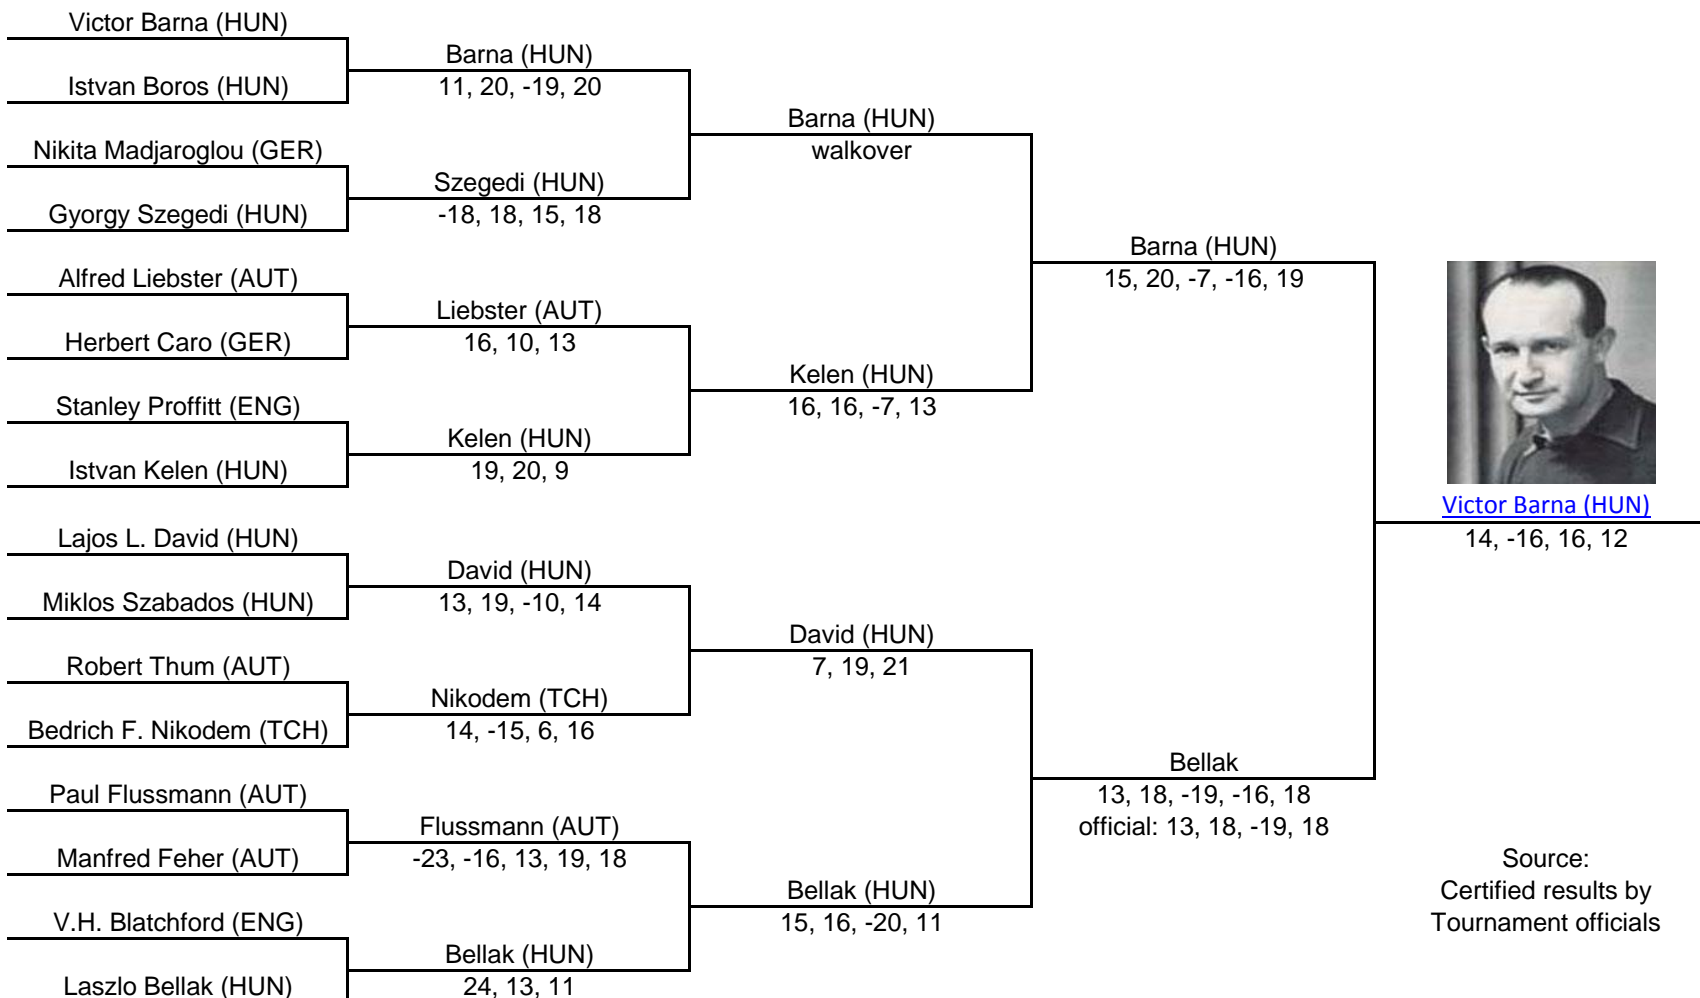 Victor Barna (HUN)
Barna (HUN)
Istvan Boros (HUN)
11, 20, -19, 20
Barna (HUN)
walkover
Nikita Madjaroglou (GER)
Szegedi (HUN)
Gyorgy Szegedi (HUN)
-18, 18, 15, 18
Barna (HUN)
15, 20, -7, -16, 19
Alfred Liebster (AUT)
Liebster (AUT)
Herbert Caro (GER)
16, 10, 13
Kelen (HUN)
16, 16, -7, 13
Stanley Proffitt (ENG)
Kelen (HUN)
Istvan Kelen (HUN)
19, 20, 9
Victor Barna (HUN)
14, -16, 16, 12
Lajos L. David (HUN)
David (HUN)
Miklos Szabados (HUN)
13, 19, -10, 14
David (HUN)
7, 19, 21
Robert Thum (AUT)
Nikodem (TCH)
Bedrich F. Nikodem (TCH)
14, -15, 6, 16
Bellak
13, 18, -19, -16, 18
official: 13, 18, -19, 18
Paul Flussmann (AUT)
Flussmann (AUT)
Manfred Feher (AUT)
-23, -16, 13, 19, 18
Bellak (HUN)
15, 16, -20, 11
V.H. Blatchford (ENG)
Bellak (HUN)
Laszlo Bellak (HUN)
24, 13, 11
Source:
Certified results by
Tournament officials